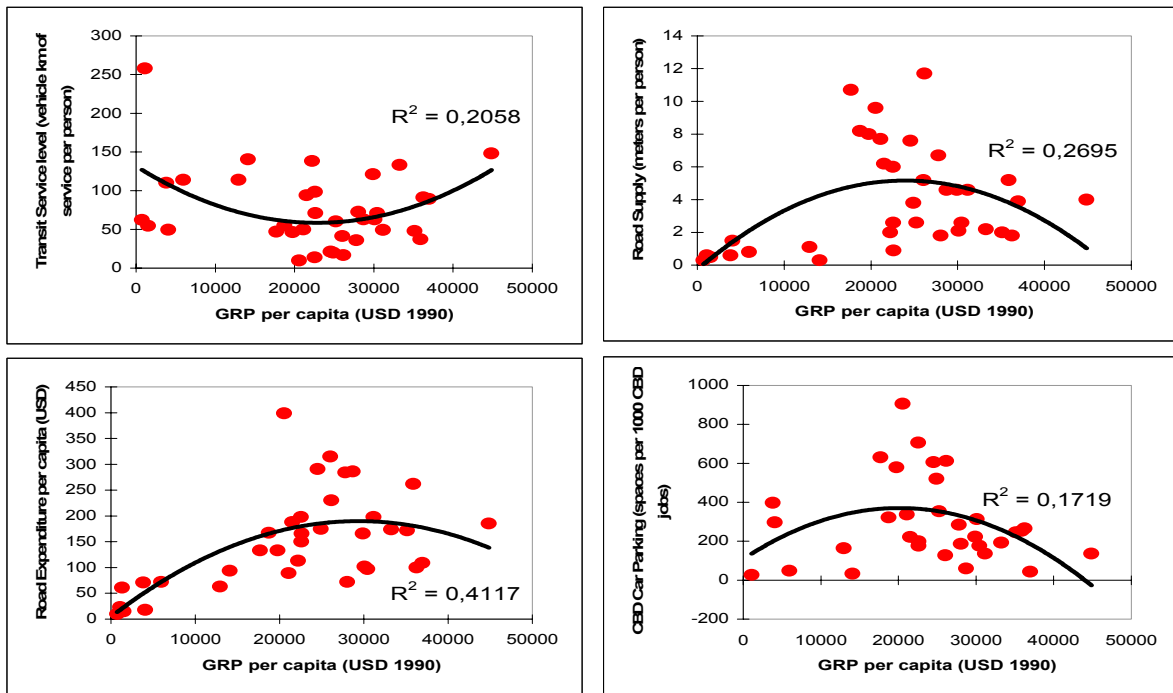 Transit Service level (vehicle km of
service per person)
300
250
200
150
100
50
0
R² = 0,2058
0 10000 20000 30000 40000 50000
GRP per capita (USD 1990)
Road Supply (meters per person)
14
12
10
8
6
4
2
0
R² = 0,2695
0 10000 20000 30000 40000 50000
GRP per capita (USD 1990)
Road Expenditure per capita (USD)
450
400
350
300
250
200
150
100
50
0
R² = 0,4117
0 10000 20000 30000 40000 50000
GRP per capita (USD 1990)
CBD Car Parking (spaces per 1000 CBD
jobs)
1000
800
600
400
200
0
-200
R² = 0,1719
0 10000 20000 30000 40000 50000
GRP per capita (USD 1990)